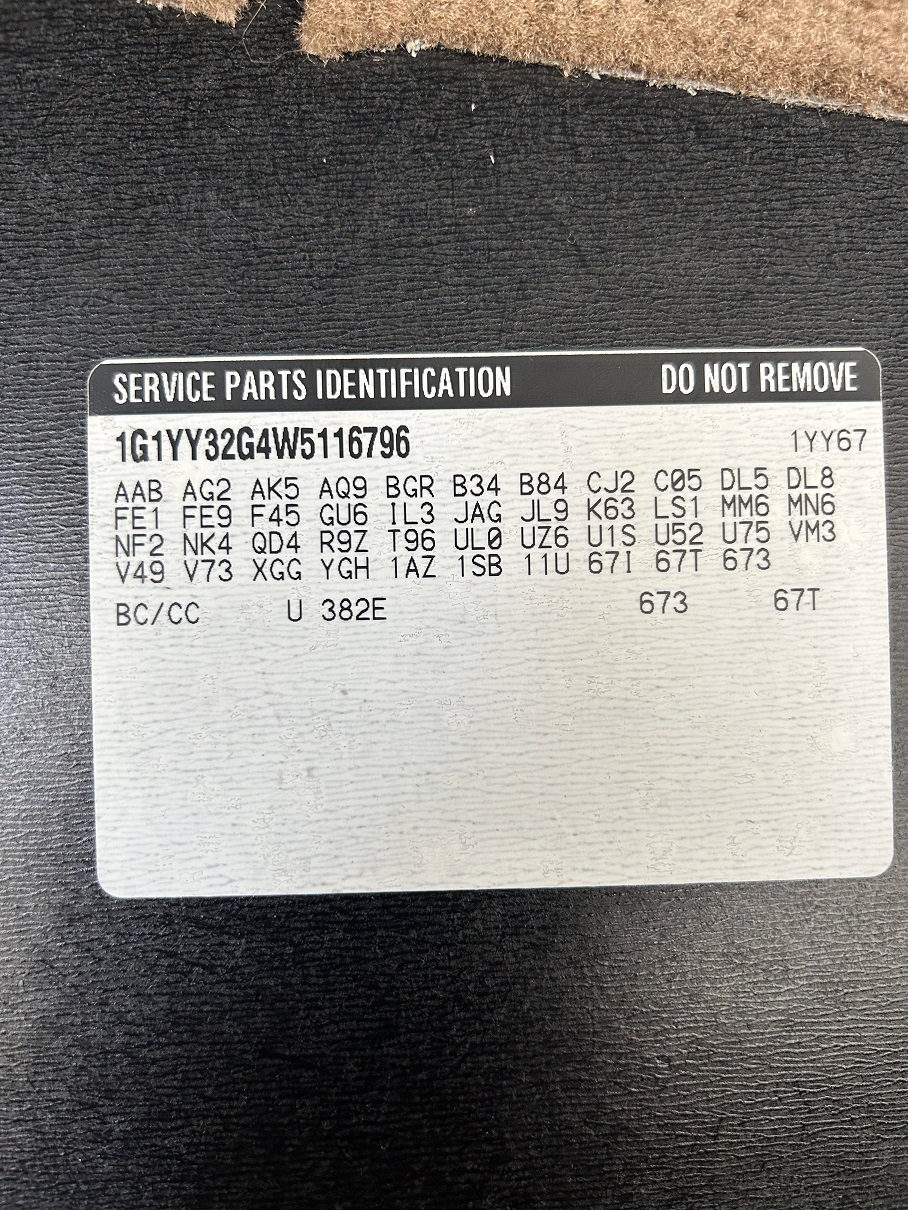 SERVICE PARTS IDENTIFICATION DO NOT REMOVE
1G1YY32G4W5116796 1YY67
AAB AG2 AK5 AQ9 BGR B34 B84 CJ2 C05 DL5 DL8
FE1 FE9 F45 GU6 IL3 JAG JL9 K63 LS1 MM6 MN6
NF2 NK4 QD4 R9Z T96 UL0 UZ6 U1S U52 U75 VM3
V49 V73 XGG YGH 1AZ 1SB 11U 67I 67T 673
BC/CC U 382E 673 67T